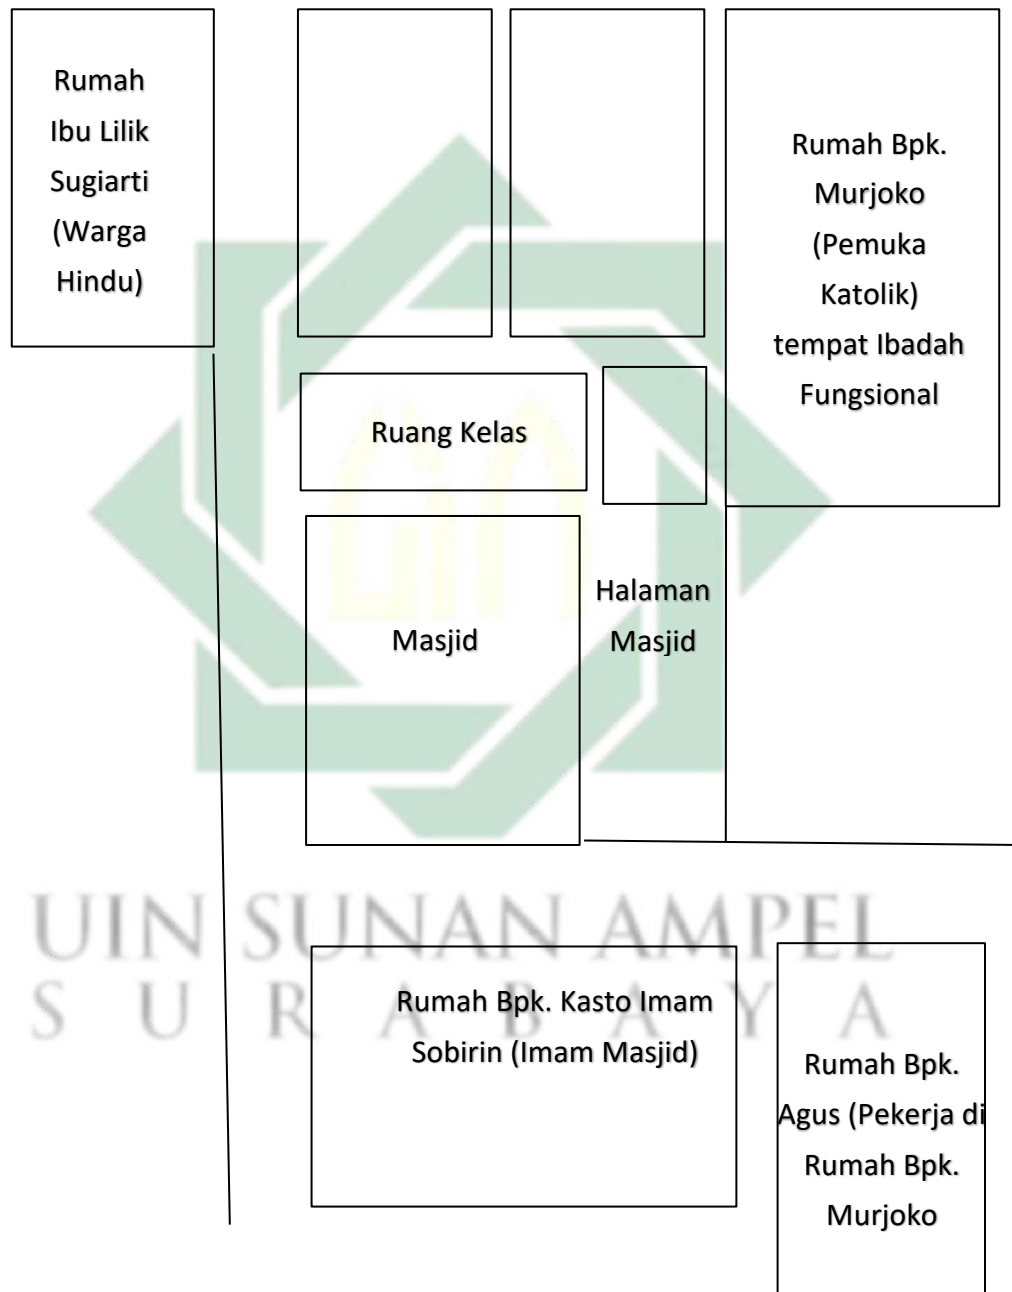 Rumah
Ibu Lilik
Sugiarti
(Warga
Hindu)
Rumah Bpk.
Murjoko
(Pemuka
Katolik)
tempat Ibadah
Fungsional
Ruang Kelas
Halaman
Masjid
Masjid
UIN SUNAN AMPEL
S U R A B A Y A
Rumah Bpk. Kasto Imam
Sobirin (Imam Masjid)
Rumah Bpk.
Agus (Pekerja di
Rumah Bpk.
Murjoko